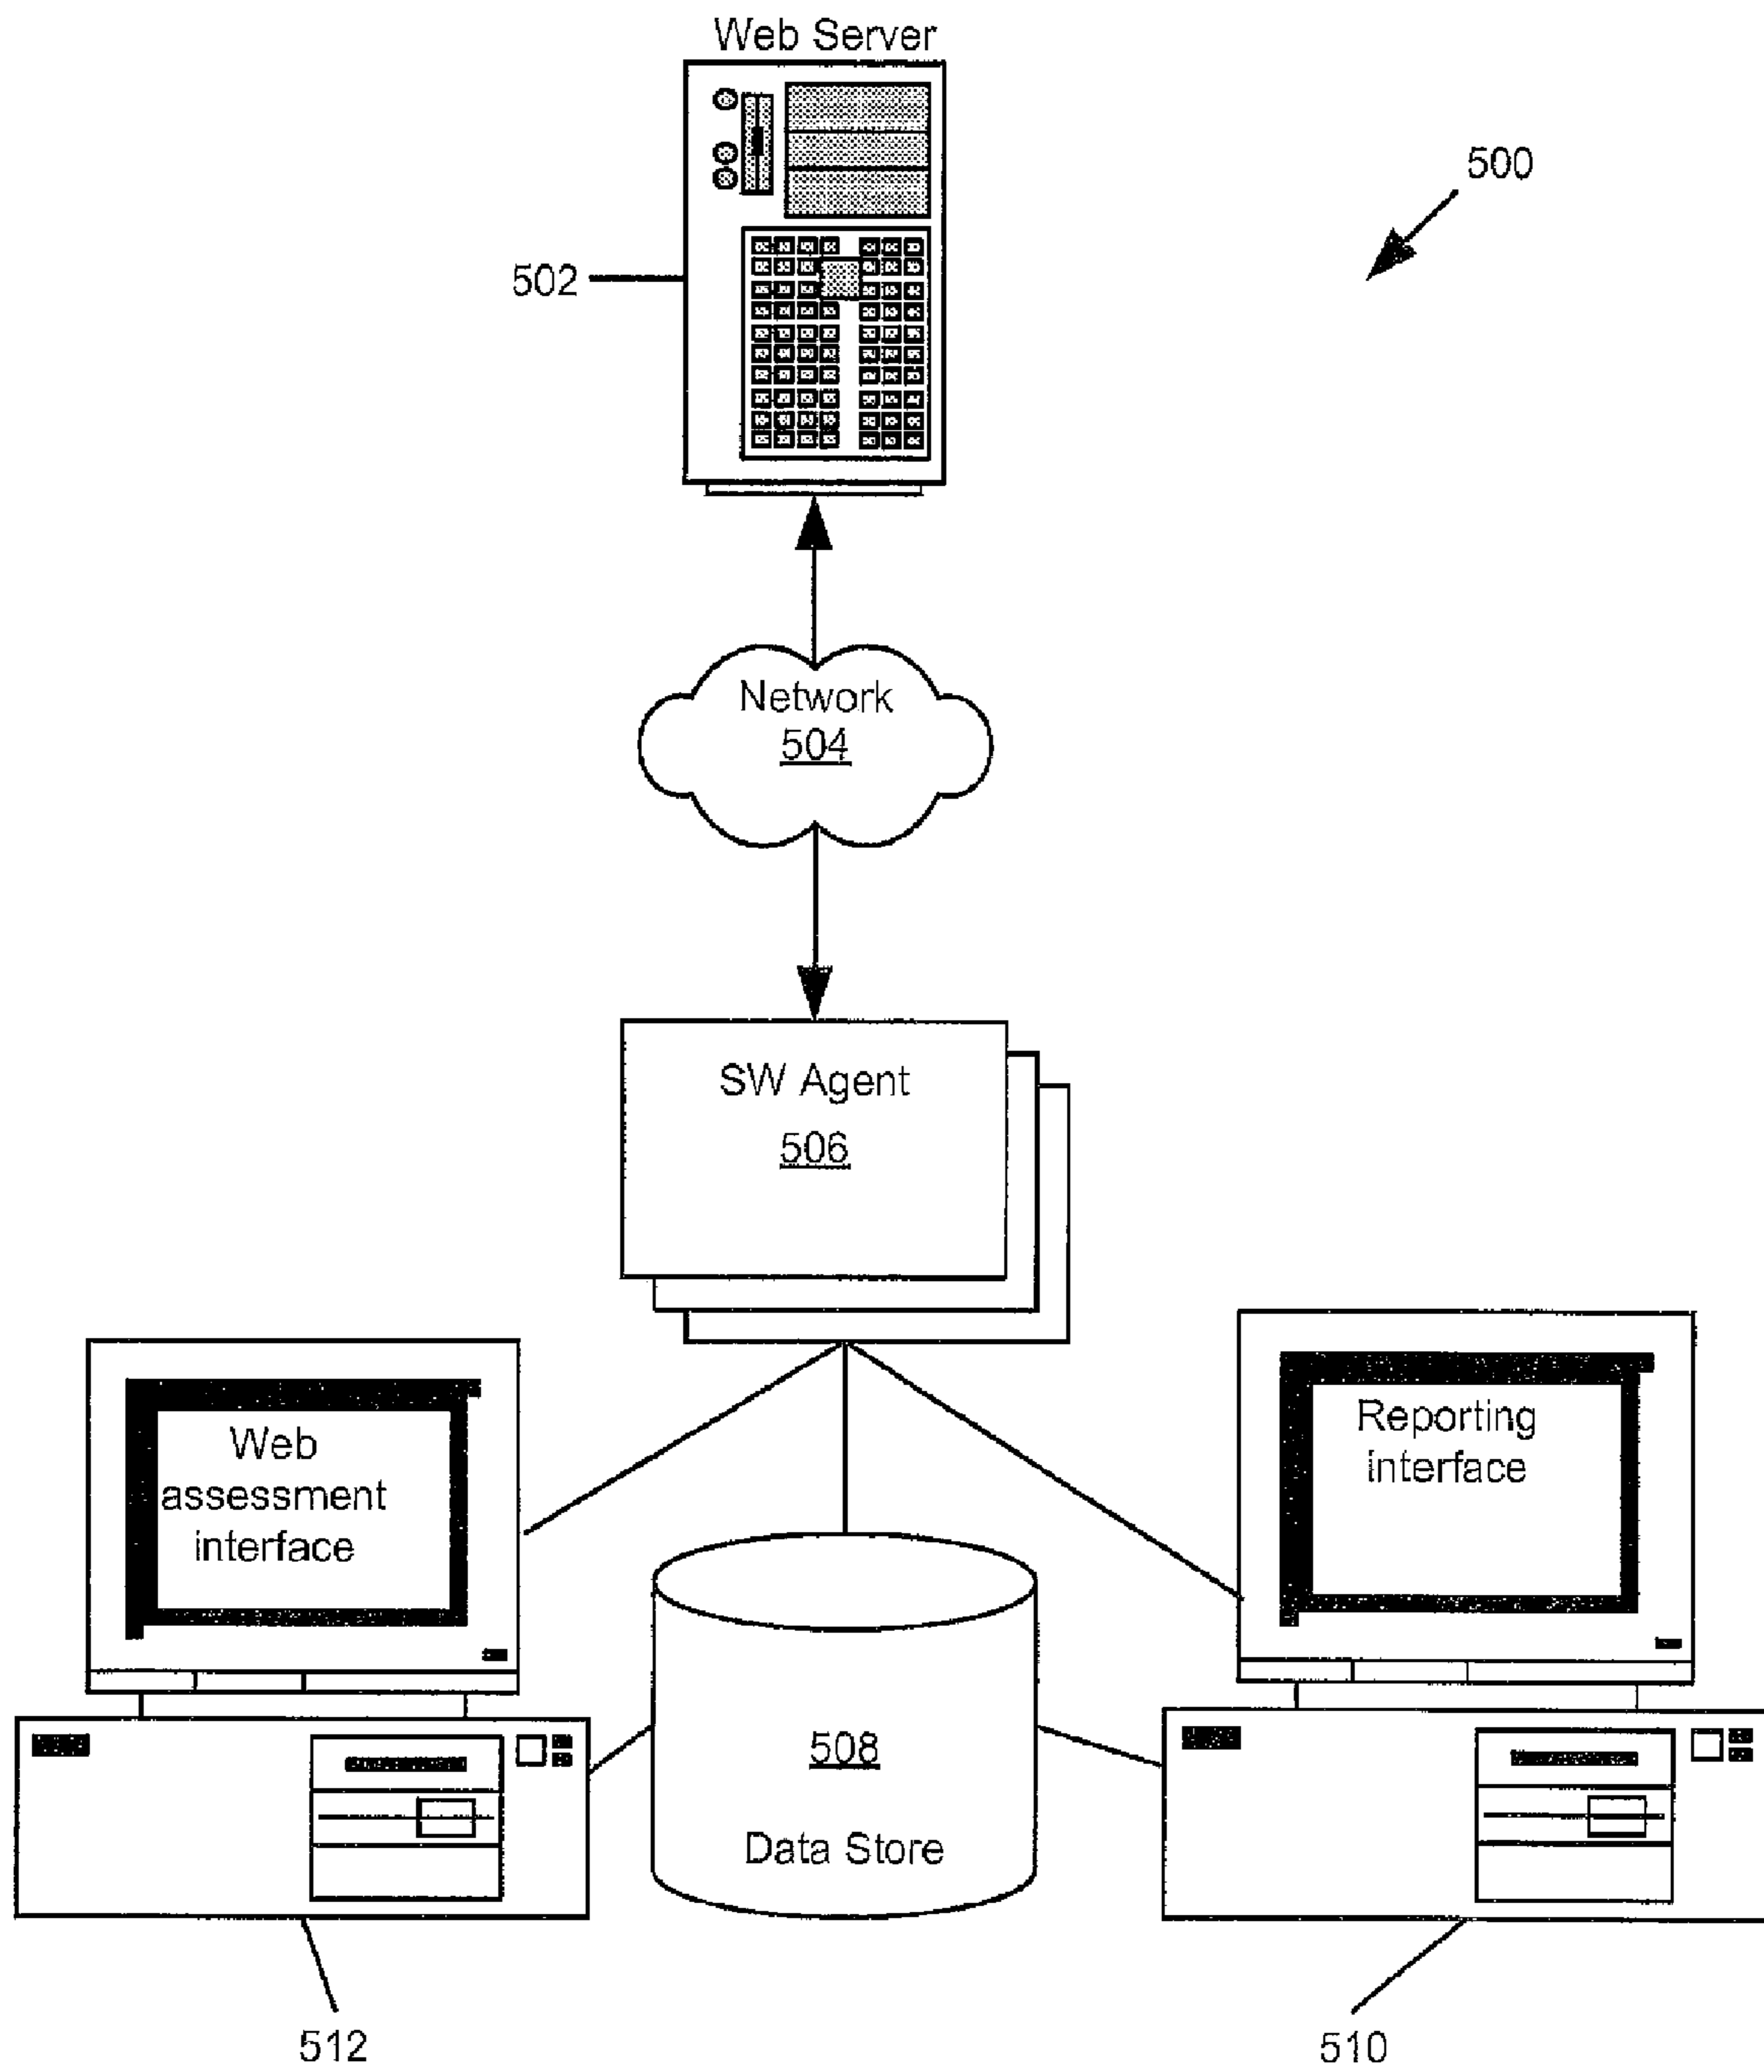 Web Server
500
502
Network
504
SW Agent
506
Web
assessment
interface
Reporting
interface
508
Data Store
512
510